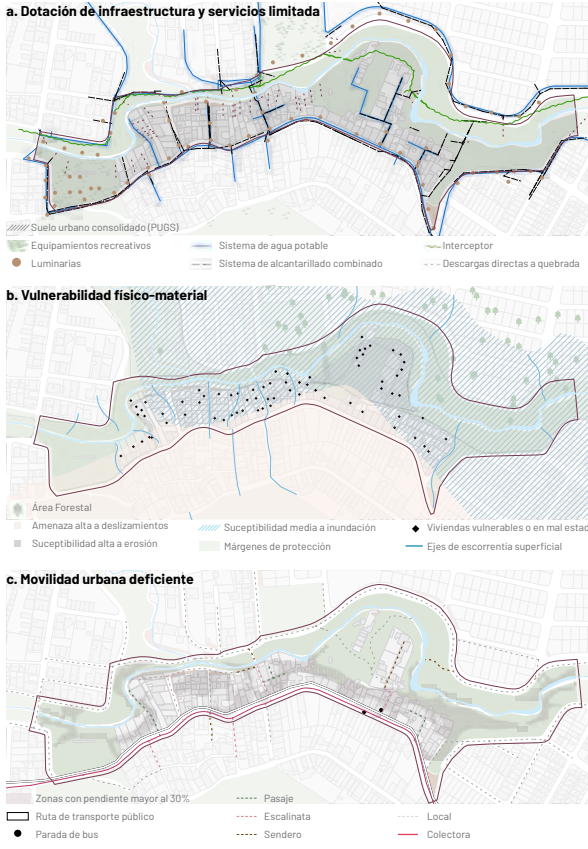 a. Dotación de infraestructura y servicios limitada
Suelo urbano consolidado (PUGS)
Equipamientos recreativos
Sistema de agua potable
Interceptor
Luminarias
Sistema de alcantarillado combinado
Descargas directas a quebrada
b. Vulnerabilidad físico-material
Área Forestal
Amenaza alta a deslizamientos
Suceptibilidad media a inundación
Viviendas vulnerables o en mal estad
Suceptibilidad alta a erosión
Márgenes de protección
Ejes de escorrentía superficial
c. Movilidad urbana deficiente
Zonas con pendiente mayor al 30%
Pasaje
Ruta de transporte público
Escalinata
Local
Parada de bus
Sendero
Colectora